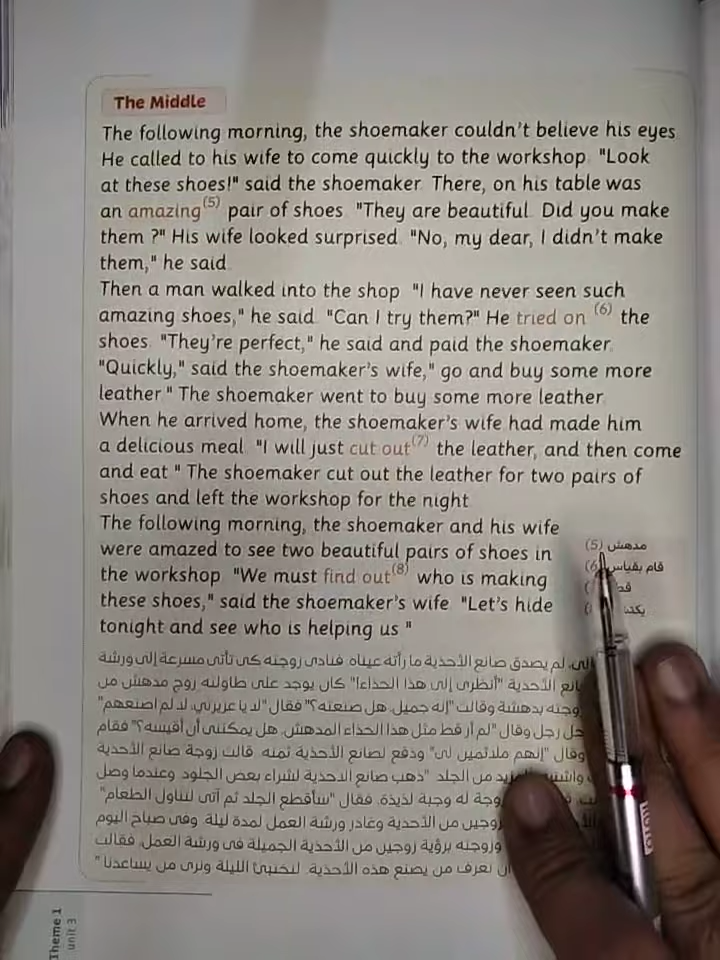 The Middle
The following morning, the shoemaker couldn't believe his eyes
He called to his wife to come quickly to the workshop "Look
at these shoes!" said the shoemaker There, on his table was
an amazing(5) pair of shoes "They are beautiful Did you make
them ?" His wife looked surprised "No, my dear, I didn't make
them," he said
Then a man walked into the shop "I have never seen such
amazing shoes," he said "Can I try them?" He tried on (6) the
shoes "They're perfect," he said and paid the shoemaker
"Quickly," said the shoemaker's wife," go and buy some more
leather " The shoemaker went to buy some more leather
When he arrived home, the shoemaker's wife had made him
a delicious meal "I will just cut out(7) the leather, and then come
and eat " The shoemaker cut out the leather for two pairs of
shoes and left the workshop for the night
The following morning, the shoemaker and his wife
were amazed to see two beautiful pairs of shoes in
the workshop "We must find out(8) who is making
these shoes," said the shoemaker's wife "Let's hide
tonight and see who is helping us "
(5) مدهش
(6) قام بقياس
لم يصدق صانع الأحذية ما رأته عيناه فنادى زوجته كى تأتى مسرعة إلى ورشة
الأحذية "أنظرى إلى هذا الحذاء!" كان يوجد على طاولته زوج مدهش من
بدهشة وقالت "إنه جميل هل صنعته؟" فقال "لا يا عزيزتى، لا لم أصنعهم"
رجل وقال "لم أر قط مثل هذا الحذاء المدهش هل يمكننى أن أقيسه؟" فقام
وقال "إنهم ملائمين لى" ودفع لصانع الأحذية ثمنه قالت زوجة صانع الأحذية
من الجلد "ذهب صانع الاحذية لشراء بعض الجلود وعندما وصل
له وجبة لذيذة فقال "سأقطع الجلد ثم آتى لتناول الطعام"
زوجين من الأحذية وغادر ورشة العمل لمدة ليلة وفى صباح اليوم
وزوجته برؤية زوجين من الأحذية الجميلة فى ورشة العمل فقالت
أن نعرف من يصنع هذه الأحذية لنختبئ الليلة ونرى من يساعدنا "
Theme 1
unit 3